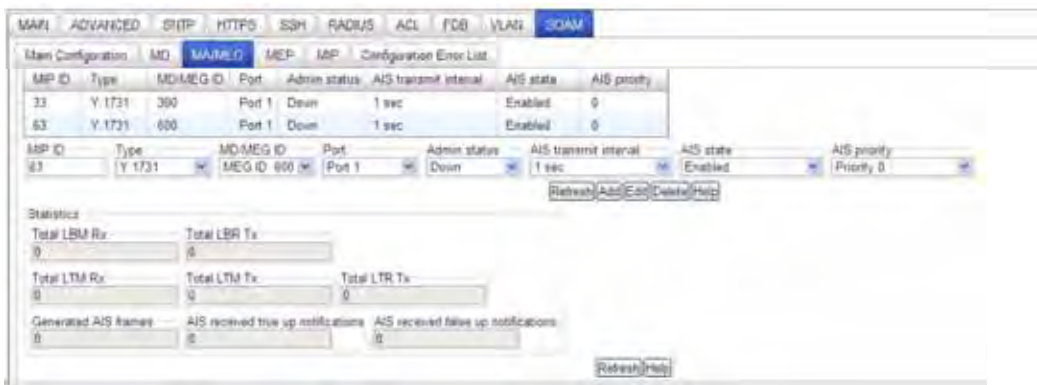 MAIN ADVANCED SNTP HTTPS SSH RADIUS ACL FDB VLAN SOAM
Main Configuration MD MA/MEG MEP MIP Configuration Error List
MIP ID Type MD/MEG ID Port Admin status AIS transmit interval AIS state AIS priority
33 Y.1731 300 Port 1 Down 1 sec Enabled 0
63 Y.1731 600 Port 1 Down 1 sec Enabled 0
MIP ID Type MD/MEG ID Port Admin status AIS transmit interval AIS state AIS priority
63 Y.1731 MEG ID 600 Port 1 Down 1 sec Enabled Priority 0
Refresh Add Edit Delete Help
Statistics
Total LBM Rx Total LBR Tx
0 0
Total LTM Rx Total LTM Tx Total LTR Tx
0 0 0
Generated AIS frames AIS received true up notifications AIS received false up notifications
0 0 0
Refresh Help